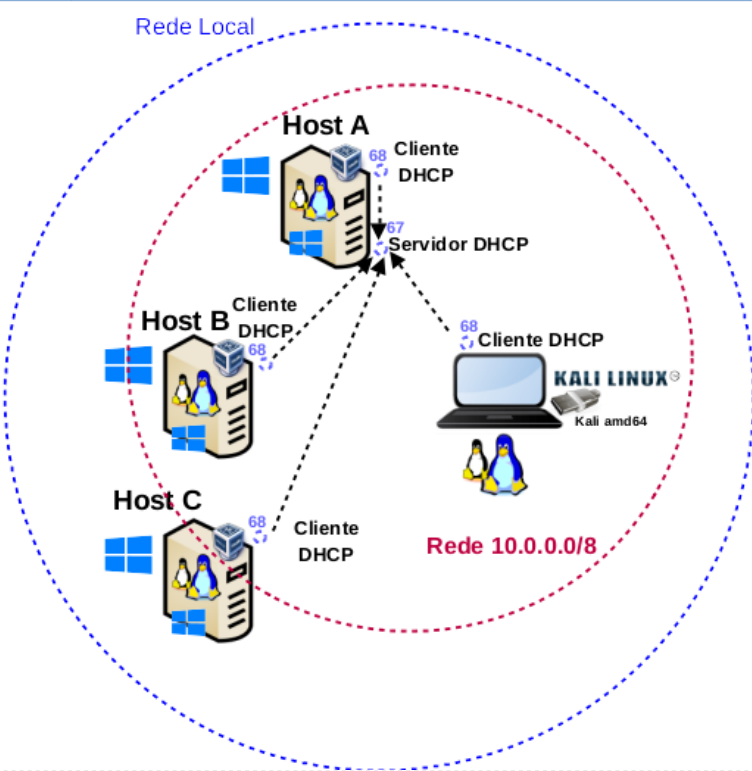 Rede Local
Host A
68
Cliente
DHCP
67
Servidor DHCP
Cliente
DHCP
Host B
68
68
Cliente DHCP
KALI LINUX
Kali amd64
Host C
68
Cliente
DHCP
Rede 10.0.0.0/8